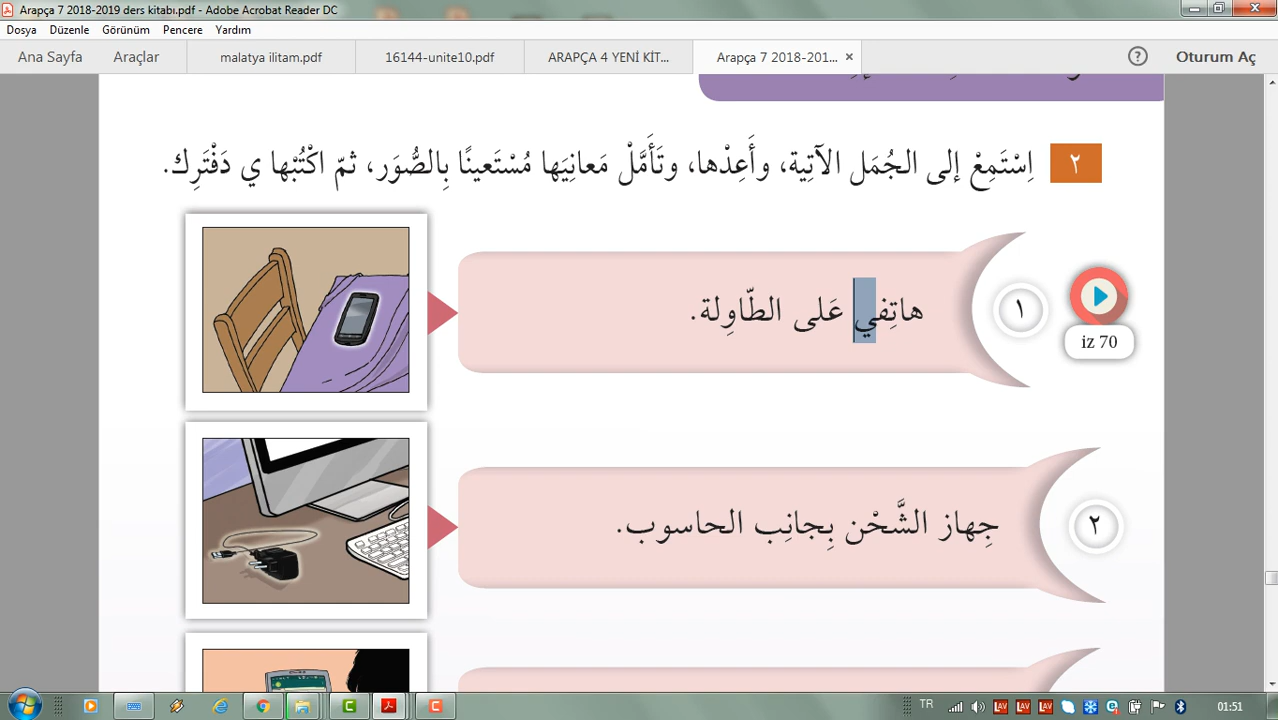 Arapça 7 2018-2019 ders kitabı.pdf - Adobe Acrobat Reader DC
Dosya Düzenle Görünüm Pencere Yardım
Ana Sayfa Araçlar malatya ilitam.pdf 16144-unite10.pdf ARAPÇA 4 YENİ KİT... Arapça 7 2018-201... × ? Oturum Aç
٢ اِسْتَمِعْ إلى الجُمَل الآتِية، وأَعِدْها، وتَأَمَّلْ مَعانِيَها مُسْتَعينًا بِالصُّوَر، ثمّ اكْتُبْها ي دَفْتَرِك.
١ هاتِفي عَلى الطّاوِلة.
iz 70
٢ جِهاز الشَّحْن بِجانِب الحاسوب.
TR 01:51